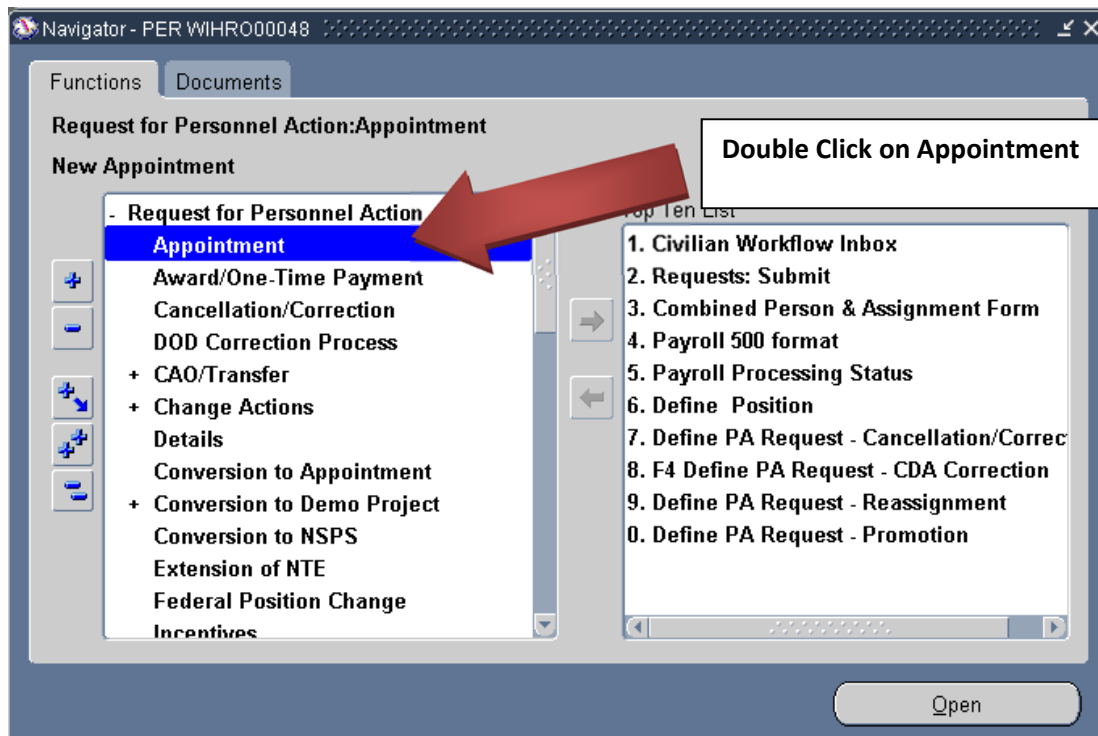 Navigator - PER WIHRO00048
Functions
Documents
Request for Personnel Action:Appointment
New Appointment
Double Click on Appointment
- Request for Personnel Action
Appointment
Award/One-Time Payment
Cancellation/Correction
DOD Correction Process
+ CAO/Transfer
+ Change Actions
Details
Conversion to Appointment
+ Conversion to Demo Project
Conversion to NSPS
Extension of NTE
Federal Position Change
Incentives
Top Ten List
1. Civilian Workflow Inbox
2. Requests: Submit
3. Combined Person & Assignment Form
4. Payroll 500 format
5. Payroll Processing Status
6. Define Position
7. Define PA Request - Cancellation/Correc
8. F4 Define PA Request - CDA Correction
9. Define PA Request - Reassignment
0. Define PA Request - Promotion
Open